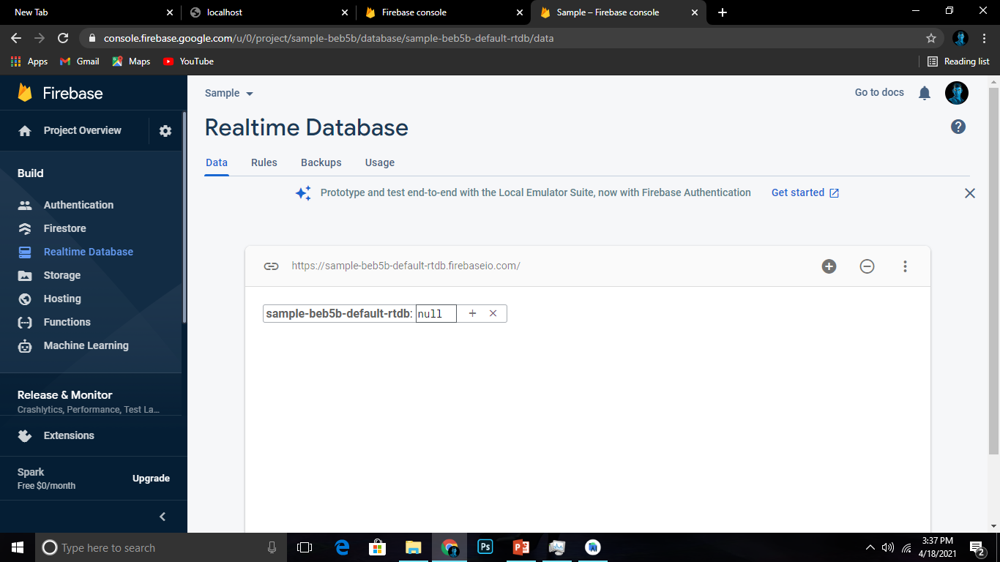 New Tab
localhost
Firebase console
Sample – Firebase console
console.firebase.google.com/u/0/project/sample-beb5b/database/sample-beb5b-default-rtdb/data
Apps
Gmail
Maps
YouTube
Reading list
Firebase
Project Overview
Build
Authentication
Firestore
Realtime Database
Storage
Hosting
Functions
Machine Learning
Release & Monitor
Crashlytics, Performance, Test La...
Extensions
Spark
Free $0/month
Upgrade
Sample
Go to docs
Realtime Database
Data
Rules
Backups
Usage
Prototype and test end-to-end with the Local Emulator Suite, now with Firebase Authentication
Get started
https://sample-beb5b-default-rtdb.firebaseio.com/
sample-beb5b-default-rtdb: null
Type here to search
Ps
3:37 PM
4/18/2021
2